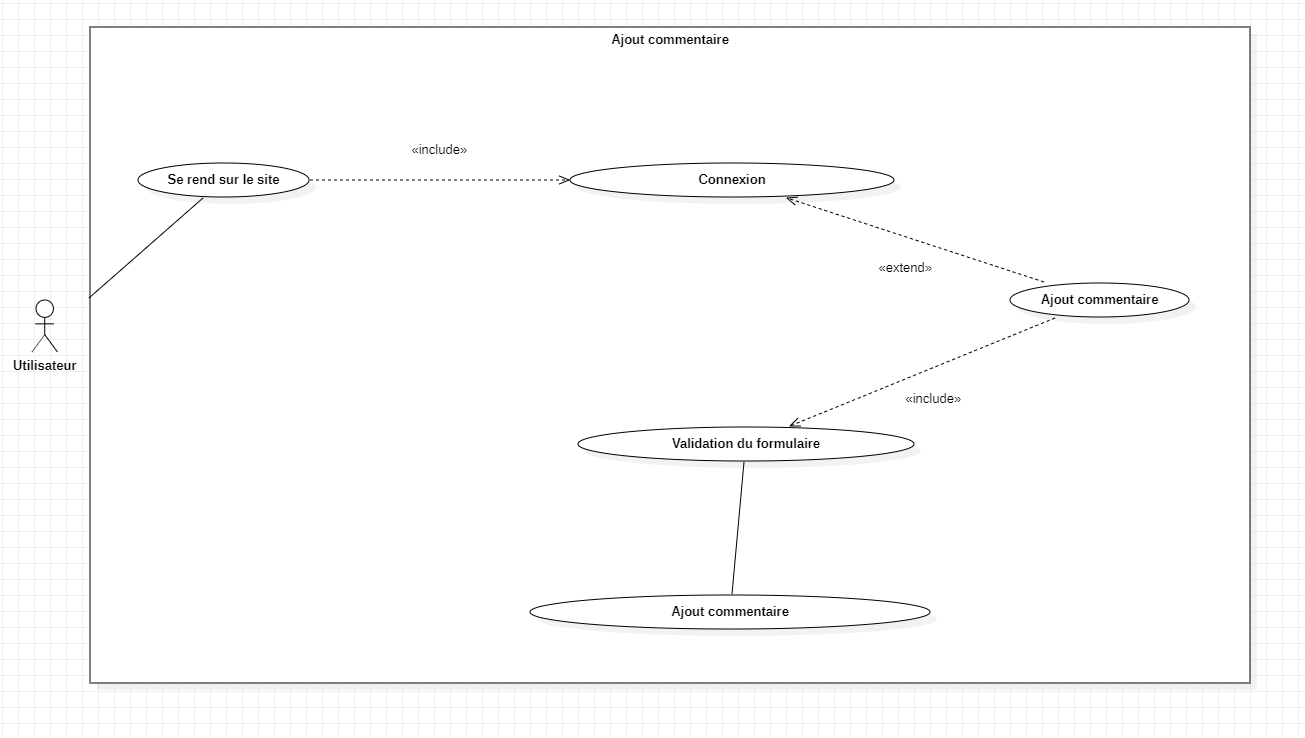 Ajout commentaire
«include»
Se rend sur le site
Connexion
«extend»
Ajout commentaire
Utilisateur
«include»
Validation du formulaire
Ajout commentaire